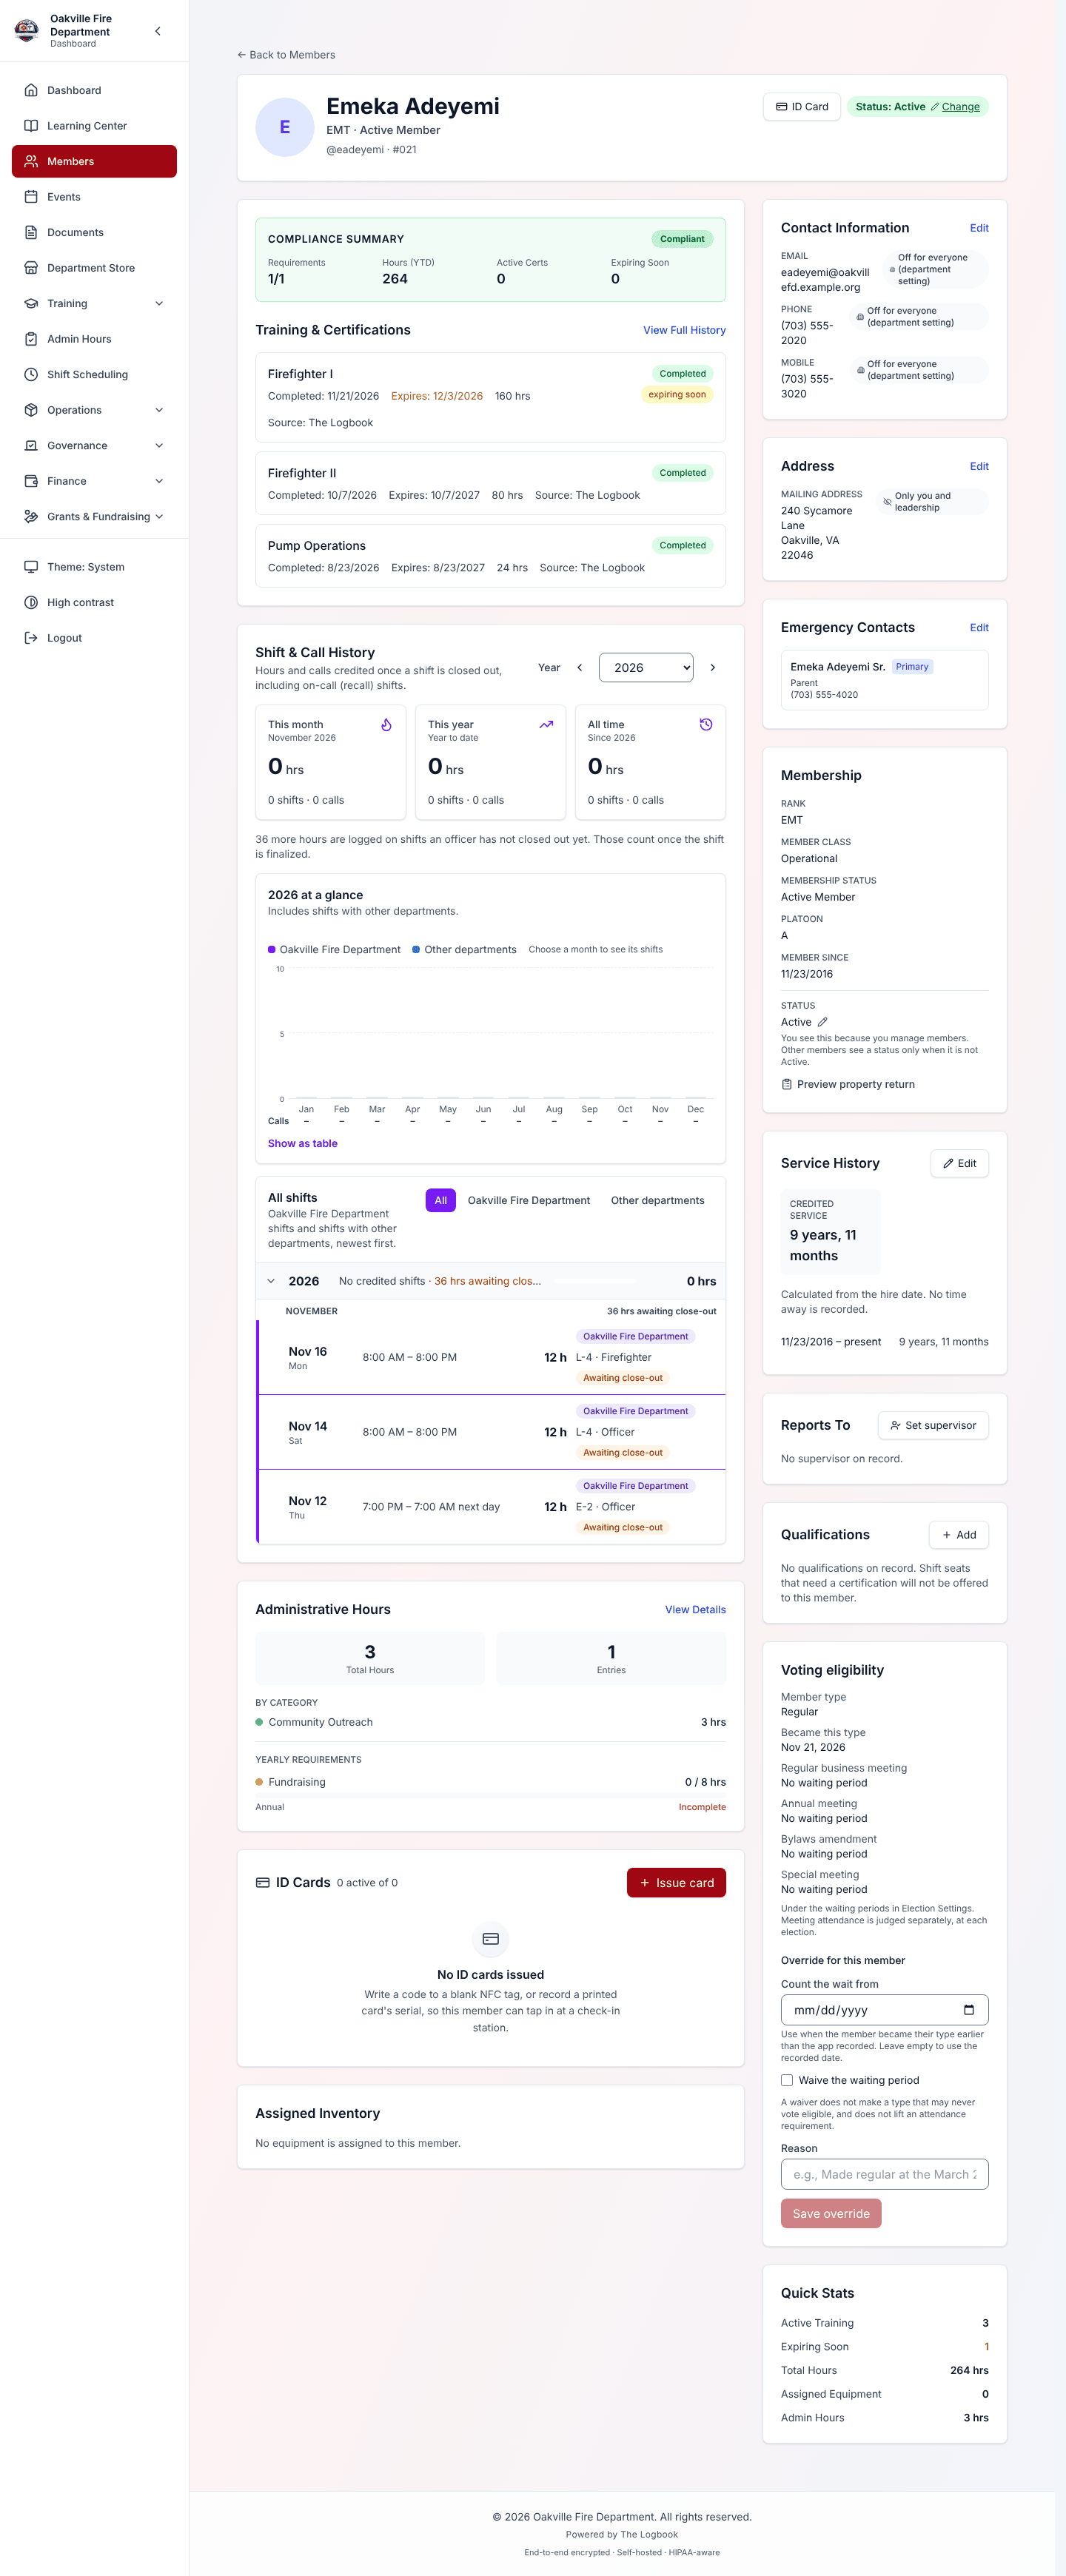 Oakville Fire
Department
Dashboard
Dashboard
Learning Center
Members
Events
Documents
Department Store
Training
Admin Hours
Shift Scheduling
Operations
Governance
Finance
Grants & Fundraising
Theme: System
High contrast
Logout
← Back to Members
E
Emeka Adeyemi
EMT · Active Member
@eadeyemi · #021
ID Card
Status: Active Change
COMPLIANCE SUMMARY
Compliant
Requirements Hours (YTD) Active Certs Expiring Soon
1/1 264 0 0
Training & Certifications
View Full History
Firefighter I
Completed
Completed: 11/21/2026 Expires: 12/3/2026 160 hrs
expiring soon
Source: The Logbook
Firefighter II
Completed
Completed: 10/7/2026 Expires: 10/7/2027 80 hrs Source: The Logbook
Pump Operations
Completed
Completed: 8/23/2026 Expires: 8/23/2027 24 hrs Source: The Logbook
Shift & Call History
Hours and calls credited once a shift is closed out,
including on-call (recall) shifts.
Year 2026
This month
November 2026
0 hrs
0 shifts · 0 calls
This year
Year to date
0 hrs
0 shifts · 0 calls
All time
Since 2026
0 hrs
0 shifts · 0 calls
36 more hours are logged on shifts an officer has not closed out yet. Those count once the shift
is finalized.
2026 at a glance
Includes shifts with other departments.
Oakville Fire Department Other departments Choose a month to see its shifts
10
5
0
Jan Feb Mar Apr May Jun Jul Aug Sep Oct Nov Dec
Calls – – – – – – – – – – – –
Show as table
All shifts
Oakville Fire Department
shifts and shifts with other
departments, newest first.
All Oakville Fire Department Other departments
2026 No credited shifts · 36 hrs awaiting clos... 0 hrs
NOVEMBER 36 hrs awaiting close-out
Oakville Fire Department
Nov 16
Mon
8:00 AM – 8:00 PM 12 h L-4 · Firefighter
Awaiting close-out
Oakville Fire Department
Nov 14
Sat
8:00 AM – 8:00 PM 12 h L-4 · Officer
Awaiting close-out
Oakville Fire Department
Nov 12
Thu
7:00 PM – 7:00 AM next day 12 h E-2 · Officer
Awaiting close-out
Administrative Hours
View Details
3
Total Hours
1
Entries
BY CATEGORY
Community Outreach 3 hrs
YEARLY REQUIREMENTS
Fundraising 0 / 8 hrs
Annual Incomplete
ID Cards 0 active of 0
+ Issue card
No ID cards issued
Write a code to a blank NFC tag, or record a printed
card's serial, so this member can tap in at a check-in
station.
Assigned Inventory
No equipment is assigned to this member.
Contact Information
Edit
EMAIL
eadeyemi@oakvill
efd.example.org
Off for everyone
(department
setting)
PHONE
(703) 555-
2020
Off for everyone
(department setting)
MOBILE
(703) 555-
3020
Off for everyone
(department setting)
Address
Edit
MAILING ADDRESS
240 Sycamore
Lane
Oakville, VA
22046
Only you and
leadership
Emergency Contacts
Edit
Emeka Adeyemi Sr. Primary
Parent
(703) 555-4020
Membership
RANK
EMT
MEMBER CLASS
Operational
MEMBERSHIP STATUS
Active Member
PLATOON
A
MEMBER SINCE
11/23/2016
STATUS
Active
You see this because you manage members.
Other members see a status only when it is not
Active.
Preview property return
Service History
Edit
CREDITED
SERVICE
9 years, 11
months
Calculated from the hire date. No time
away is recorded.
11/23/2016 – present 9 years, 11 months
Reports To
Set supervisor
No supervisor on record.
Qualifications
+ Add
No qualifications on record. Shift seats
that need a certification will not be offered
to this member.
Voting eligibility
Member type
Regular
Became this type
Nov 21, 2026
Regular business meeting
No waiting period
Annual meeting
No waiting period
Bylaws amendment
No waiting period
Special meeting
No waiting period
Under the waiting periods in Election Settings.
Meeting attendance is judged separately, at each
election.
Override for this member
Count the wait from
mm/dd/yyyy
Use when the member became their type earlier
than the app recorded. Leave empty to use the
recorded date.
Waive the waiting period
A waiver does not make a type that may never
vote eligible, and does not lift an attendance
requirement.
Reason
e.g., Made regular at the March 2
Save override
Quick Stats
Active Training 3
Expiring Soon 1
Total Hours 264 hrs
Assigned Equipment 0
Admin Hours 3 hrs
© 2026 Oakville Fire Department. All rights reserved.
Powered by The Logbook
End-to-end encrypted · Self-hosted · HIPAA-aware